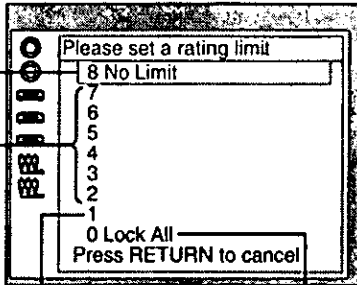 Please set a rating limit
8 No Limit
7
6
5
4
3
2
1
0 Lock All
Press RETURN to cancel